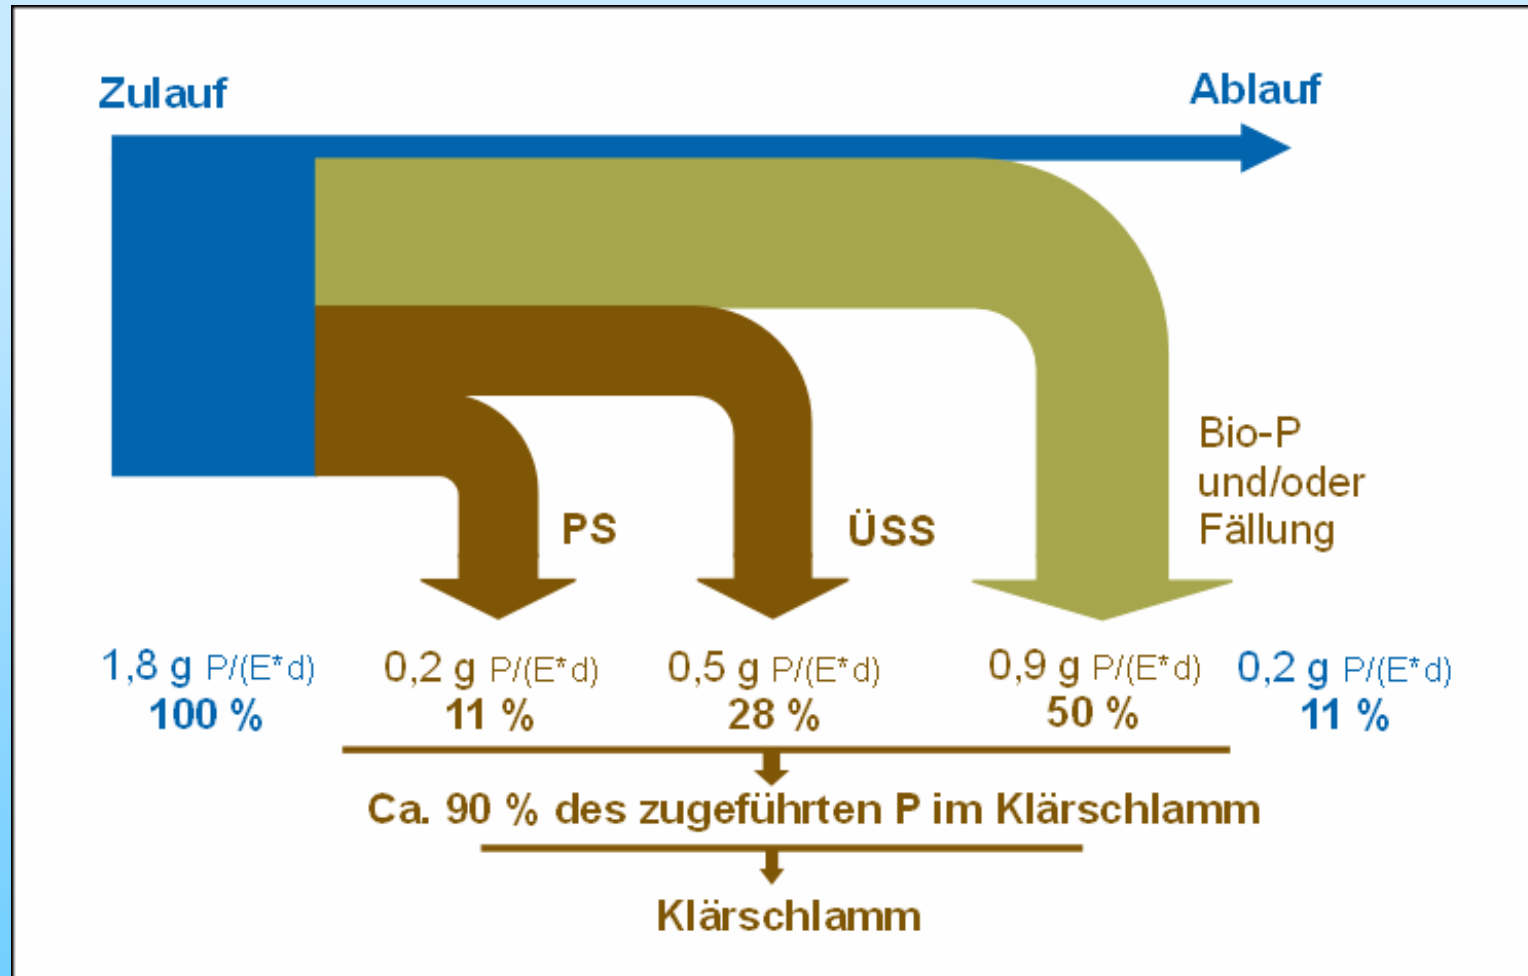 Zulauf
Ablauf
Bio-P
und/oder
Fällung
PS
ÜSS
1,8 g P/(E*d)
100 %
0,2 g P/(E*d)
11 %
0,5 g P/(E*d)
28 %
0,9 g P/(E*d)
50 %
0,2 g P/(E*d)
11 %
Ca. 90 % des zugeführten P im Klärschlamm
Klärschlamm